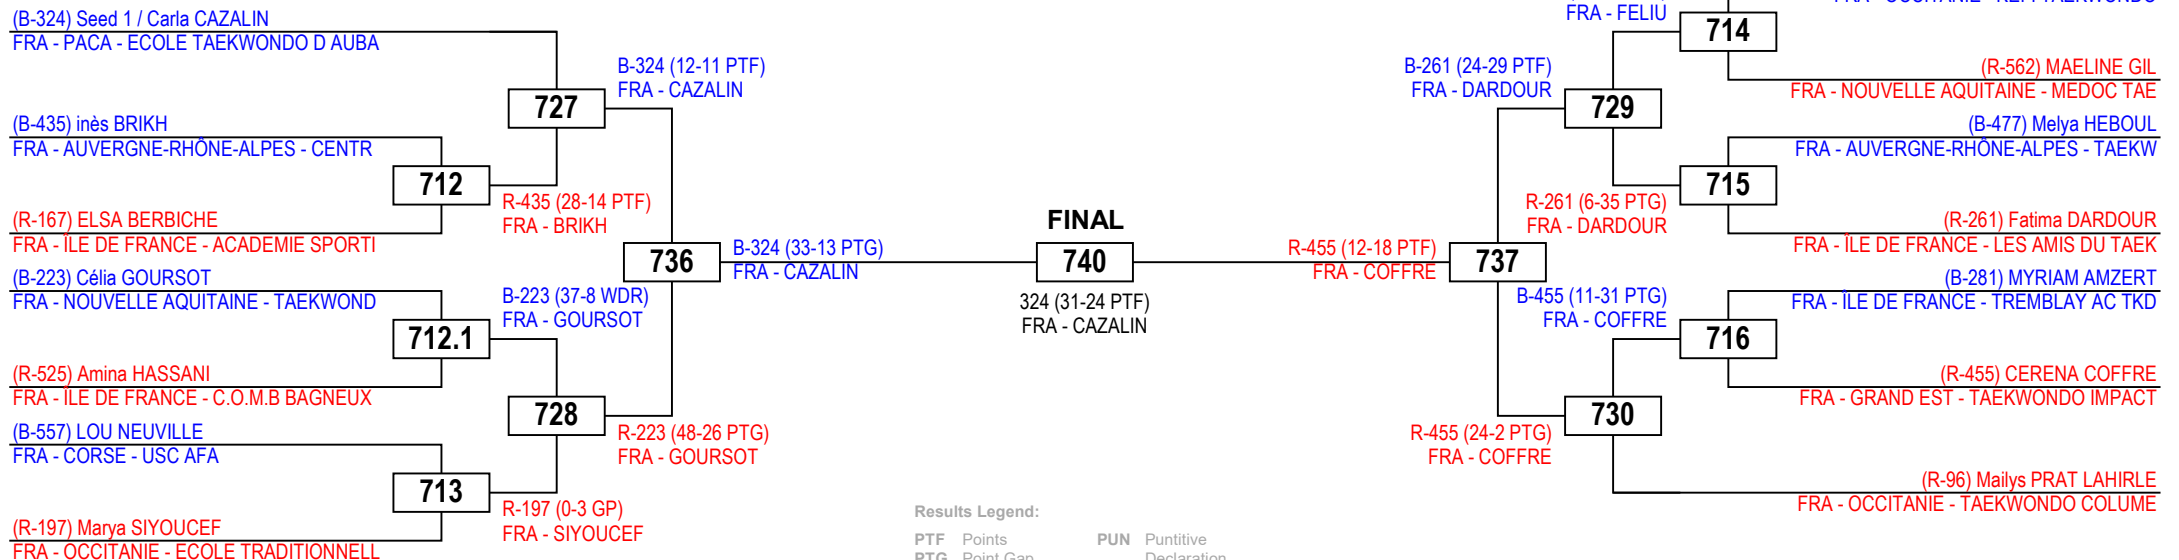 (B-324) Seed 1 / Carla CAZALIN
FRA - PACA - ECOLE TAEKWONDO D AUBA
(B-435) inès BRIKH
FRA - AUVERGNE-RHÔNE-ALPES - CENTR
(R-167) ELSA BERBICHE
FRA - ÎLE DE FRANCE - ACADEMIE SPORTI
(B-223) Célia GOURSOT
FRA - NOUVELLE AQUITAINE - TAEKWOND
(R-525) Amina HASSANI
FRA - ÎLE DE FRANCE - C.O.M.B BAGNEUX
(B-557) LOU NEUVILLE
FRA - CORSE - USC AFA
(R-197) Marya SIYOUCEF
FRA - OCCITANIE - ECOLE TRADITIONNELL
712
712.1
713
R-435 (28-14 PTF)
FRA - BRIKH
B-223 (37-8 WDR)
FRA - GOURSOT
R-197 (0-3 GP)
FRA - SIYOUCEF
727
728
B-324 (12-11 PTF)
FRA - CAZALIN
R-223 (48-26 PTG)
FRA - GOURSOT
736
B-324 (33-13 PTG)
FRA - CAZALIN
FINAL
740
324 (31-24 PTF)
FRA - CAZALIN
R-455 (12-18 PTF)
FRA - COFFRE
737
B-261 (24-29 PTF)
FRA - DARDOUR
R-455 (24-2 PTG)
FRA - COFFRE
729
730
FRA - FELIU
R-261 (6-35 PTG)
FRA - DARDOUR
B-455 (11-31 PTG)
FRA - COFFRE
714
715
716
(R-562) MAELINE GIL
FRA - NOUVELLE AQUITAINE - MEDOC TAE
(B-477) Melya HEBOUL
FRA - AUVERGNE-RHÔNE-ALPES - TAEKW
(R-261) Fatima DARDOUR
FRA - ÎLE DE FRANCE - LES AMIS DU TAEK
(B-281) MYRIAM AMZERT
FRA - ÎLE DE FRANCE - TREMBLAY AC TKD
(R-455) CERENA COFFRE
FRA - GRAND EST - TAEKWONDO IMPACT
(R-96) Mailys PRAT LAHIRLE
FRA - OCCITANIE - TAEKWONDO COLUME
Results Legend:
PTF Points PUN Puntitive
PTG Point Gap Declaration